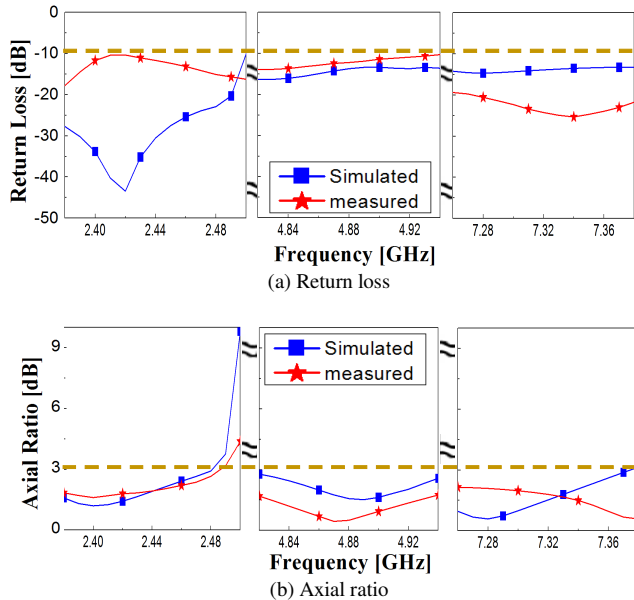 Return Loss [dB]
0
-10
-20
-30
-40
-50
Simulated
measured
2.40 2.44 2.48 4.84 4.88 4.92 7.28 7.32 7.36
Frequency [GHz]
(a) Return loss
Axial Ratio [dB]
9
6
3
0
Simulated
measured
2.40 2.44 2.48 4.84 4.88 4.92 7.28 7.32 7.36
Frequency [GHz]
(b) Axial ratio